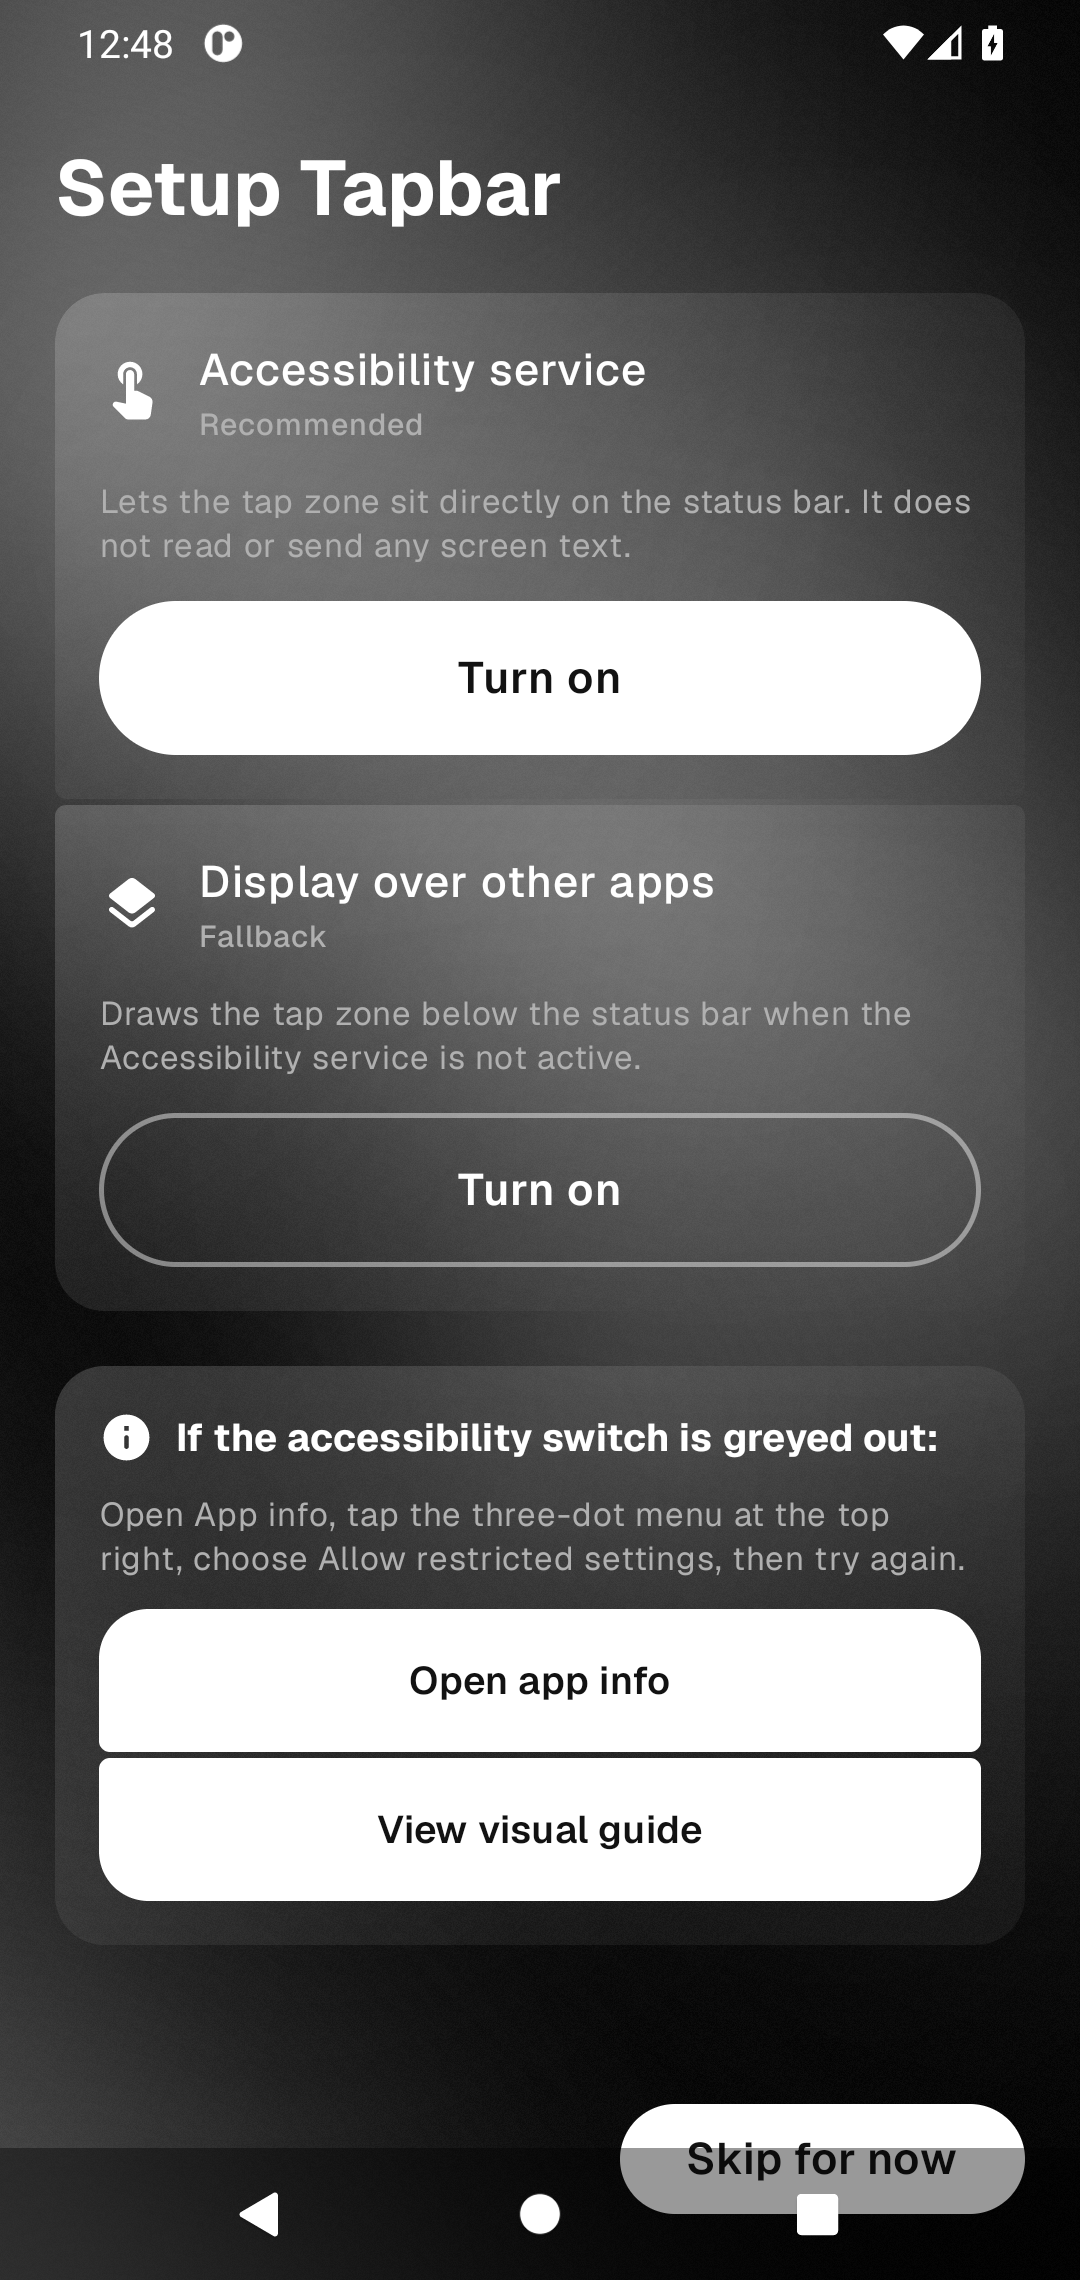 12:48
Setup Tapbar
Accessibility service
Recommended
Lets the tap zone sit directly on the status bar. It does
not read or send any screen text.
Turn on
Display over other apps
Fallback
Draws the tap zone below the status bar when the
Accessibility service is not active.
Turn on
If the accessibility switch is greyed out:
Open App info, tap the three-dot menu at the top
right, choose Allow restricted settings, then try again.
Open app info
View visual guide
Skip for now